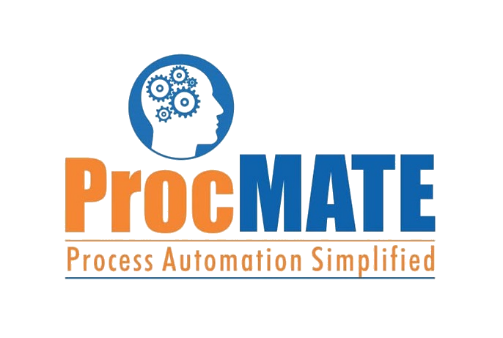 ProcMATE
Process Automation Simplified